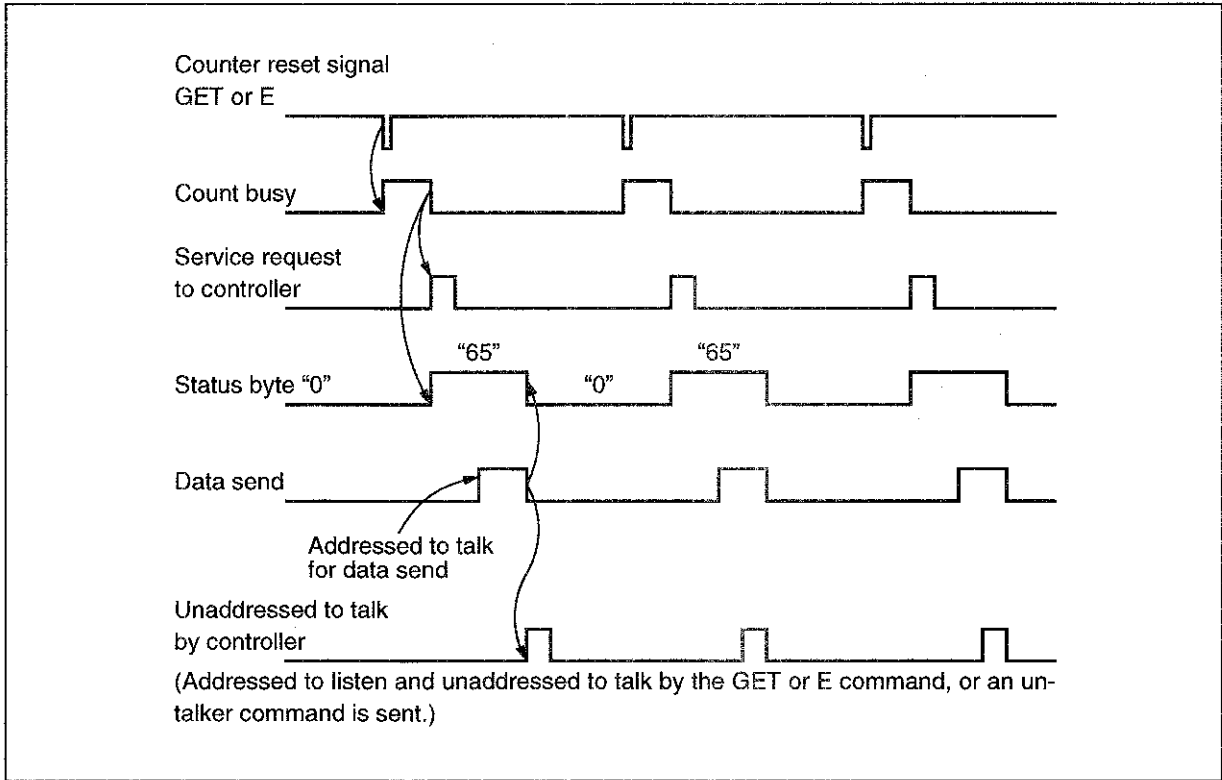 Counter reset signal
GET or E
Count busy
Service request
to controller
“65”
“65”
Status byte “0”
“0”
Data send
Addressed to talk
for data send
Unaddressed to talk
by controller
(Addressed to listen and unaddressed to talk by the GET or E command, or an un-
talker command is sent.)